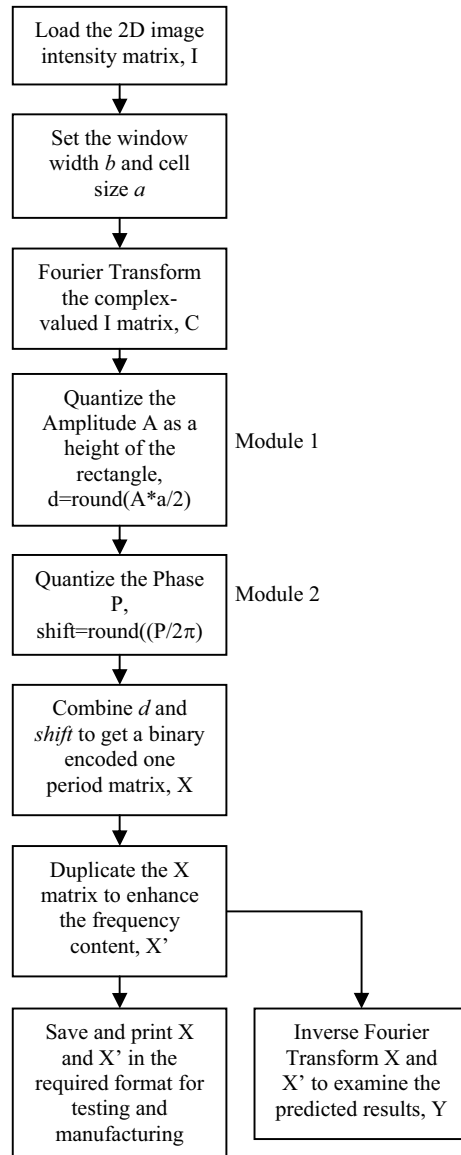 Load the 2D image
intensity matrix, I
Set the window
width b and cell
size a
Fourier Transform
the complex-
valued I matrix, C
Quantize the
Amplitude A as a
height of the
rectangle,
d=round(A*a/2)
Module 1
Quantize the Phase
P,
shift=round((P/2π)
Module 2
Combine d and
shift to get a binary
encoded one
period matrix, X
Duplicate the X
matrix to enhance
the frequency
content, X’
Save and print X
and X’ in the
required format for
testing and
manufacturing
Inverse Fourier
Transform X and
X’ to examine the
predicted results, Y